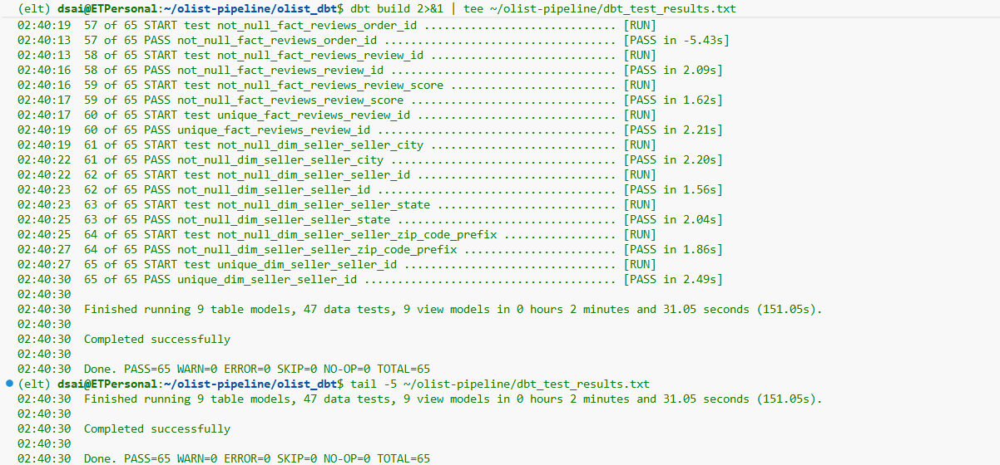 (elt) dsai@ETPersonal:~/olist-pipeline/olist_dbt$ dbt build 2>&1 | tee ~/olist-pipeline/dbt_test_results.txt
02:40:19  57 of 65 START test not_null_fact_reviews_order_id ............................. [RUN]
02:40:13  57 of 65 PASS not_null_fact_reviews_order_id ................................... [PASS in -5.43s]
02:40:13  58 of 65 START test not_null_fact_reviews_review_id ............................ [RUN]
02:40:16  58 of 65 PASS not_null_fact_reviews_review_id .................................. [PASS in 2.09s]
02:40:16  59 of 65 START test not_null_fact_reviews_review_score ......................... [RUN]
02:40:17  59 of 65 PASS not_null_fact_reviews_review_score ............................... [PASS in 1.62s]
02:40:17  60 of 65 START test unique_fact_reviews_review_id .............................. [RUN]
02:40:19  60 of 65 PASS unique_fact_reviews_review_id .................................... [PASS in 2.21s]
02:40:19  61 of 65 START test not_null_dim_seller_seller_city ............................ [RUN]
02:40:22  61 of 65 PASS not_null_dim_seller_seller_city .................................. [PASS in 2.20s]
02:40:22  62 of 65 START test not_null_dim_seller_seller_id .............................. [RUN]
02:40:23  62 of 65 PASS not_null_dim_seller_seller_id .................................... [PASS in 1.56s]
02:40:23  63 of 65 START test not_null_dim_seller_seller_state ........................... [RUN]
02:40:25  63 of 65 PASS not_null_dim_seller_seller_state ................................. [PASS in 2.04s]
02:40:25  64 of 65 START test not_null_dim_seller_seller_zip_code_prefix ................. [RUN]
02:40:27  64 of 65 PASS not_null_dim_seller_seller_zip_code_prefix ....................... [PASS in 1.86s]
02:40:27  65 of 65 START test unique_dim_seller_seller_id ................................ [RUN]
02:40:30  65 of 65 PASS unique_dim_seller_seller_id ...................................... [PASS in 2.49s]
02:40:30
02:40:30  Finished running 9 table models, 47 data tests, 9 view models in 0 hours 2 minutes and 31.05 seconds (151.05s).
02:40:30
02:40:30  Completed successfully
02:40:30
02:40:30  Done. PASS=65 WARN=0 ERROR=0 SKIP=0 NO-OP=0 TOTAL=65
(elt) dsai@ETPersonal:~/olist-pipeline/olist_dbt$ tail -5 ~/olist-pipeline/dbt_test_results.txt
02:40:30  Finished running 9 table models, 47 data tests, 9 view models in 0 hours 2 minutes and 31.05 seconds (151.05s).
02:40:30
02:40:30  Completed successfully
02:40:30
02:40:30  Done. PASS=65 WARN=0 ERROR=0 SKIP=0 NO-OP=0 TOTAL=65